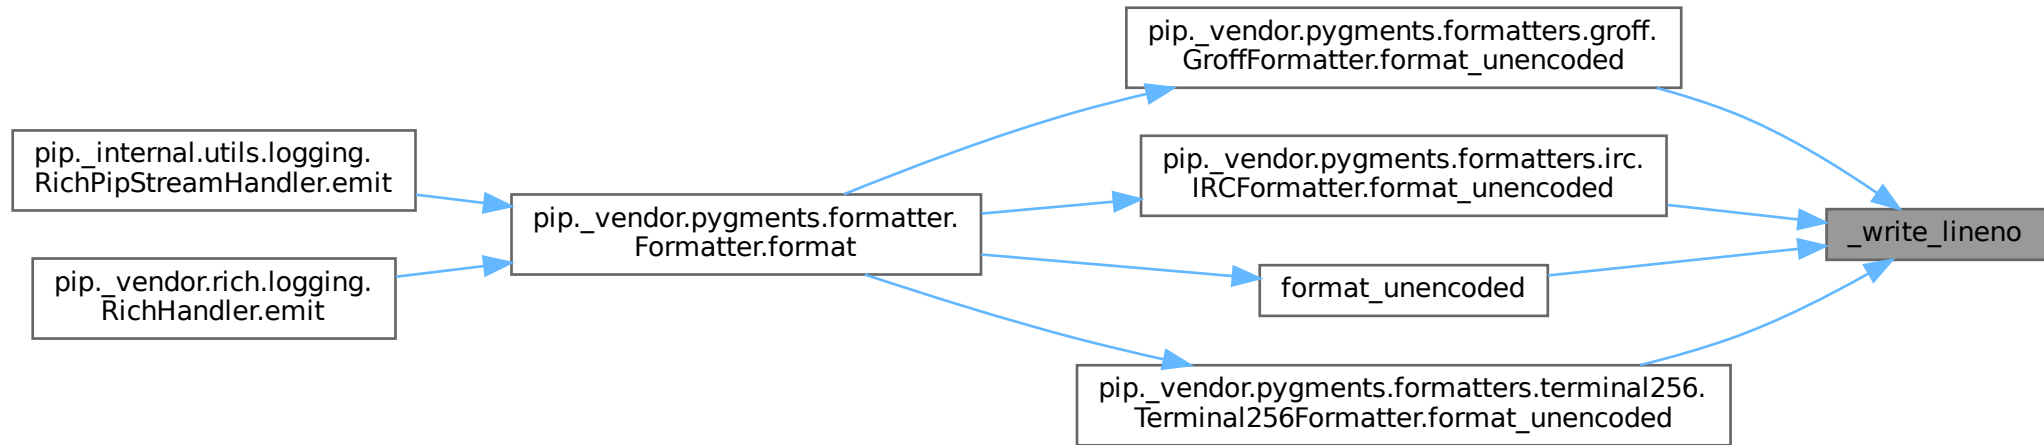 pip._internal.utils.logging.
RichPipStreamHandler.emit
pip._vendor.rich.logging.
RichHandler.emit
pip._vendor.pygments.formatter.
Formatter.format
pip._vendor.pygments.formatters.groff.
GroffFormatter.format_unencoded
pip._vendor.pygments.formatters.irc.
IRCFormatter.format_unencoded
format_unencoded
pip._vendor.pygments.formatters.terminal256.
Terminal256Formatter.format_unencoded
_write_lineno